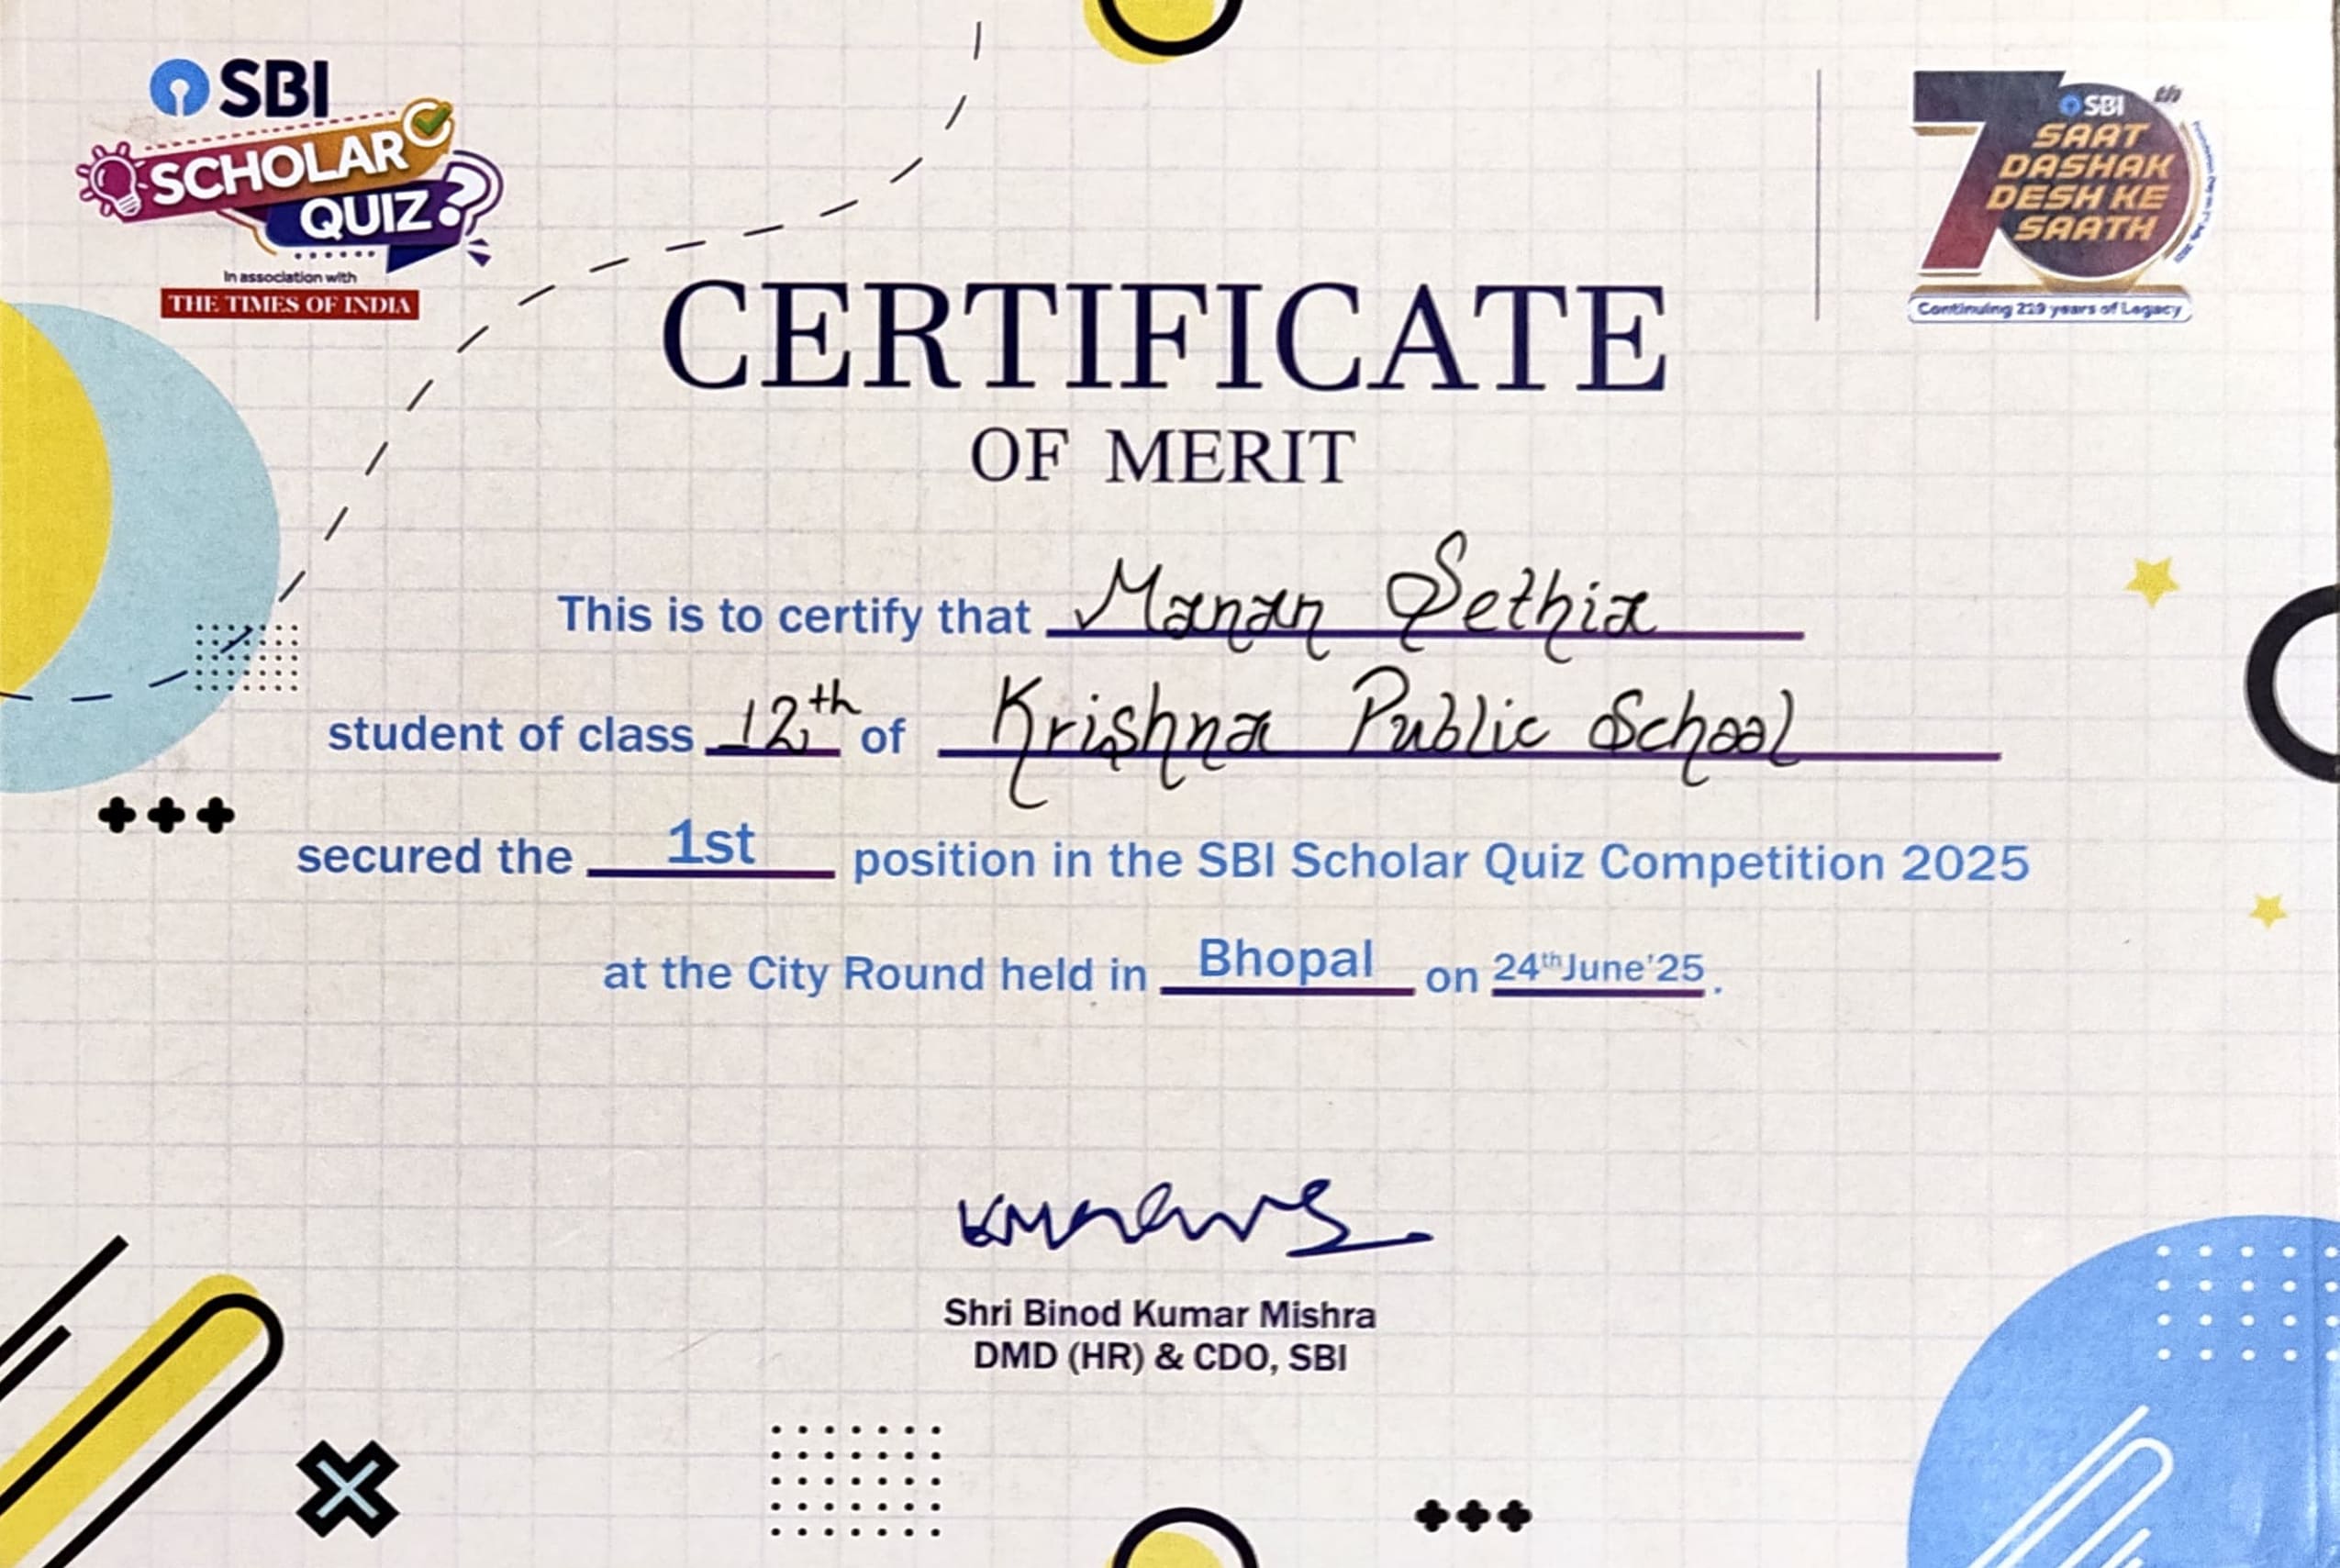 SBI
SCHOLAR
QUIZ?
In association with
THE TIMES OF INDIA
70th
SBI
SAAT
DASHAK
DESH KE
SAATH
Continuing 219 years of Legacy
CERTIFICATE
OF MERIT
This is to certify that Manan Sethia
student of class 12th of Krishna Public School
secured the 1st position in the SBI Scholar Quiz Competition 2025
at the City Round held in Bhopal on 24th June'25.
Shri Binod Kumar Mishra
DMD (HR) & CDO, SBI